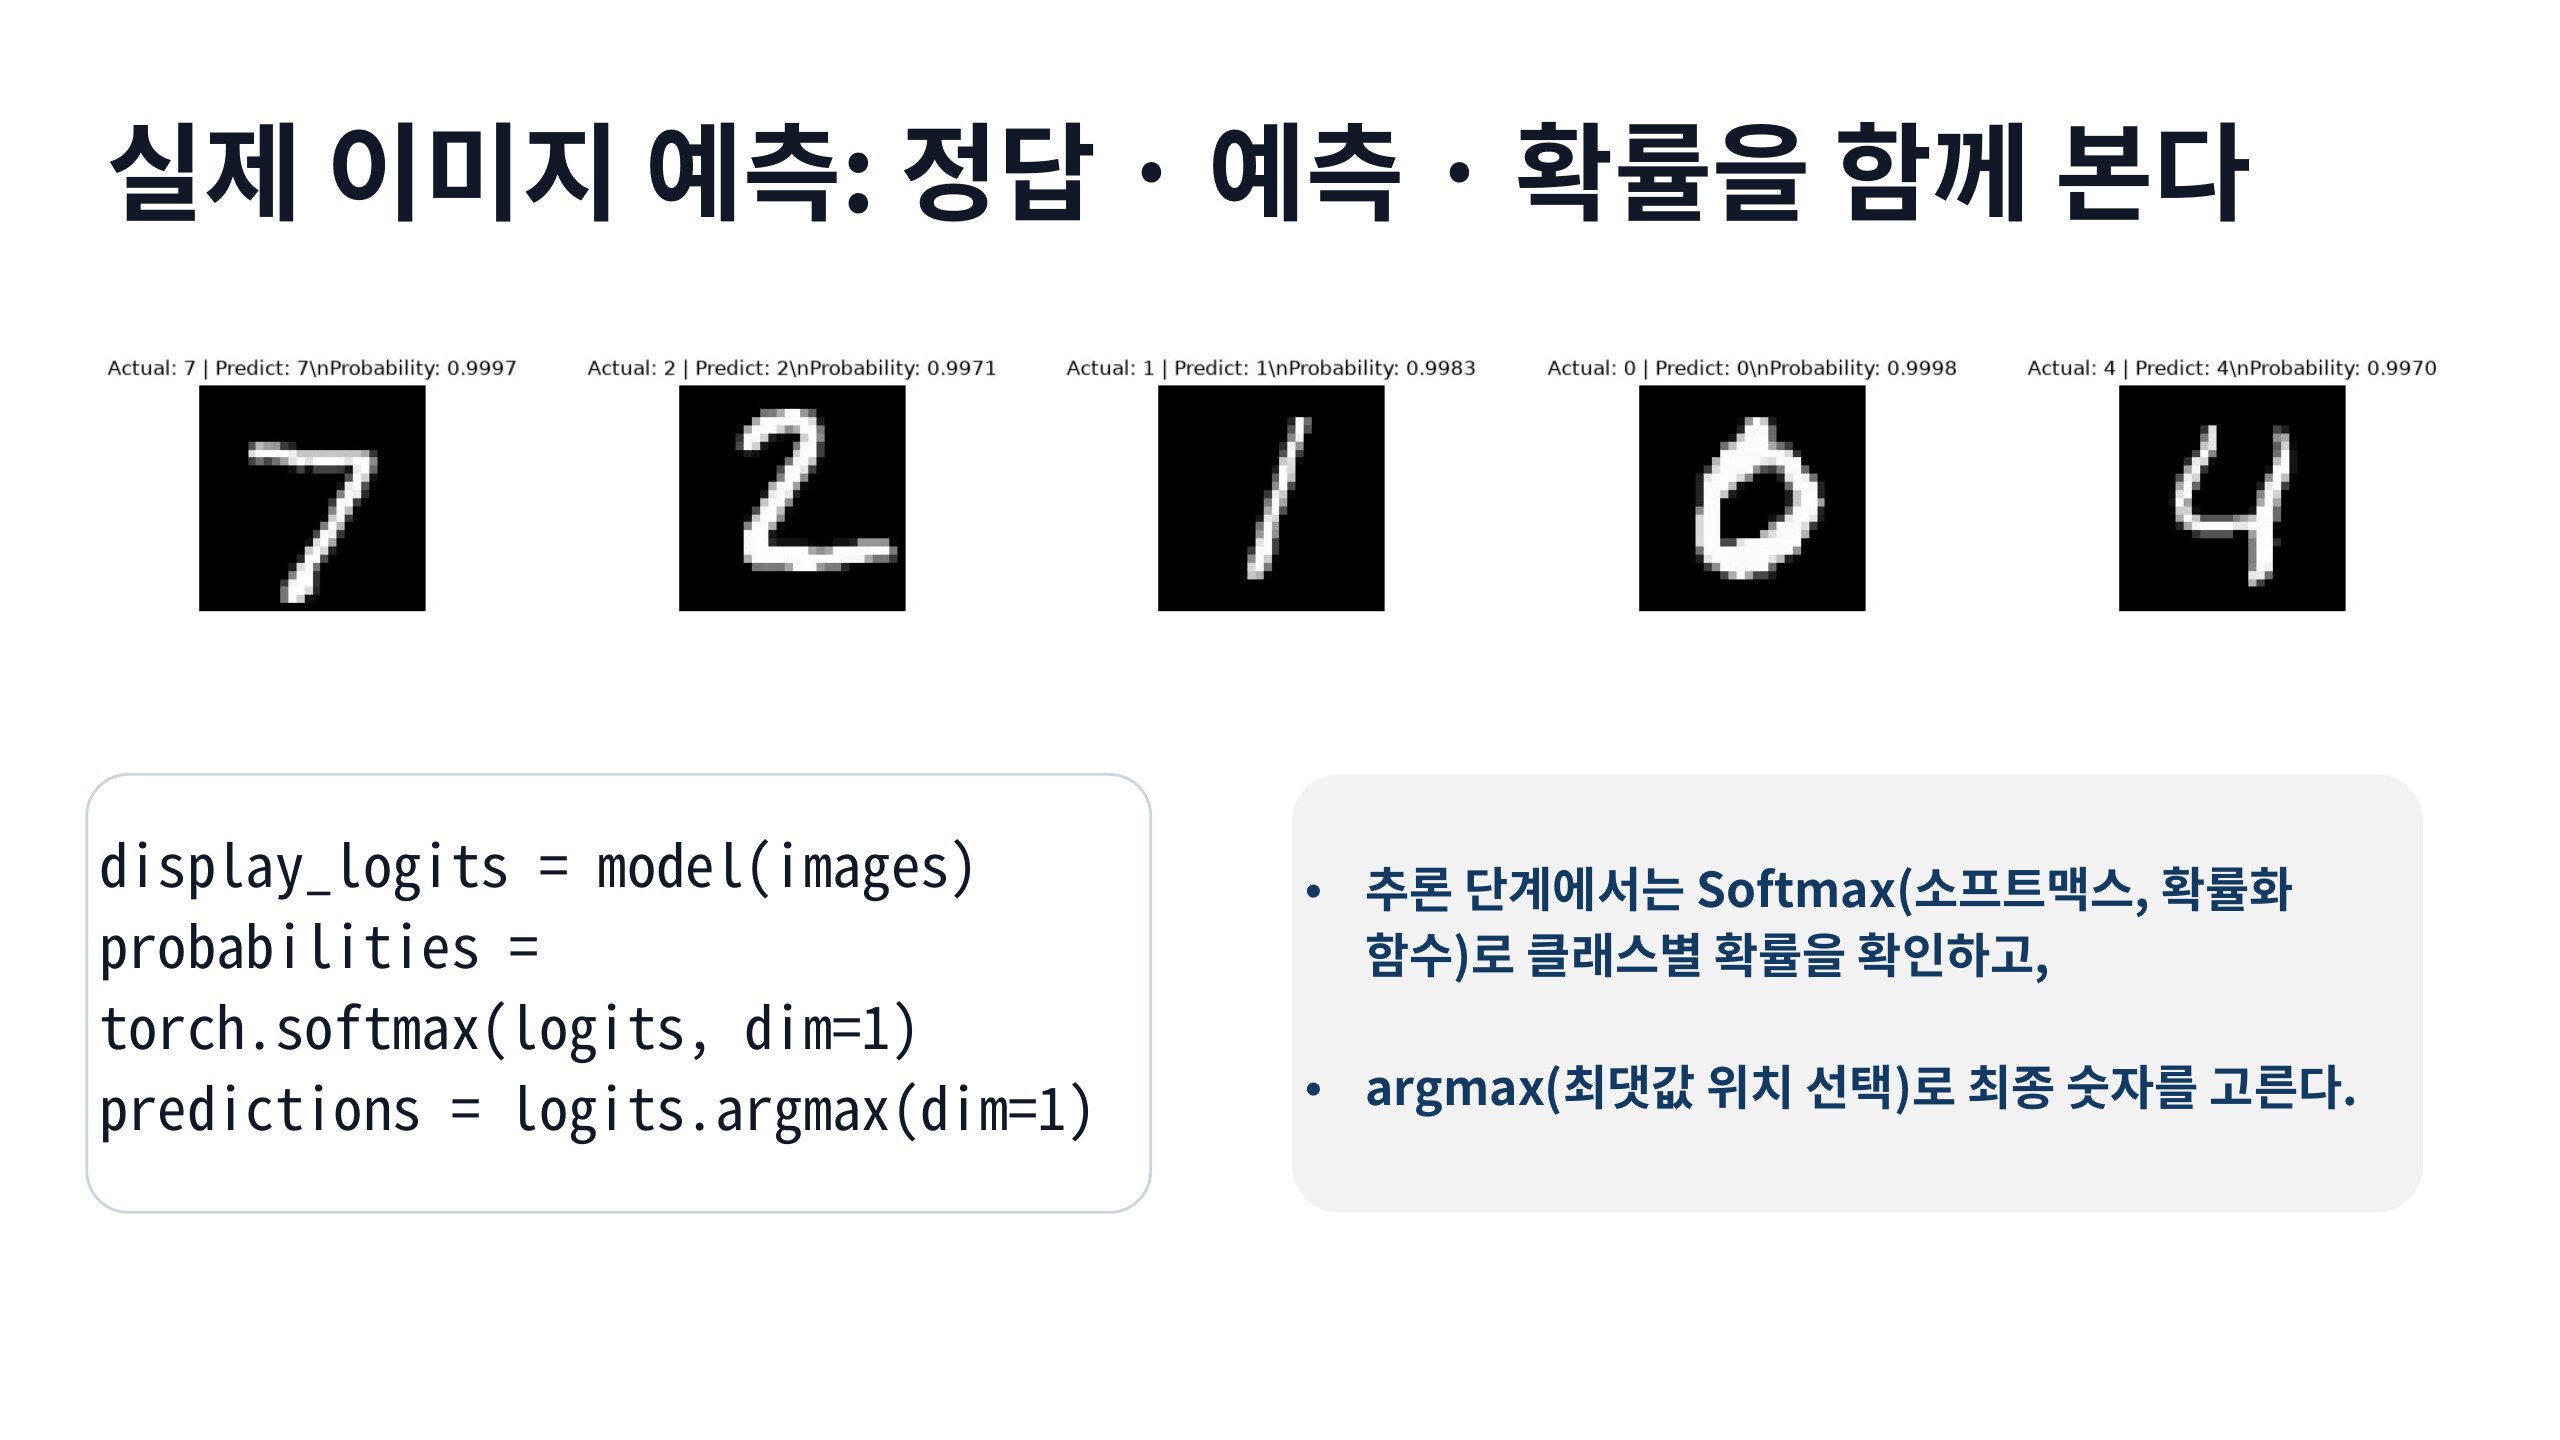 실제 이미지 예측: 정답 · 예측 · 확률을 함께 본다
Actual: 7 | Predict: 7\nProbability: 0.9997
Actual: 2 | Predict: 2\nProbability: 0.9971
Actual: 1 | Predict: 1\nProbability: 0.9983
Actual: 0 | Predict: 0\nProbability: 0.9998
Actual: 4 | Predict: 4\nProbability: 0.9970
7
2
1
0
4
display_logits = model(images)
probabilities =
torch.softmax(logits, dim=1)
predictions = logits.argmax(dim=1)
• 추론 단계에서는 Softmax(소프트맥스, 확률화
함수)로 클래스별 확률을 확인하고,
• argmax(최댓값 위치 선택)로 최종 숫자를 고른다.